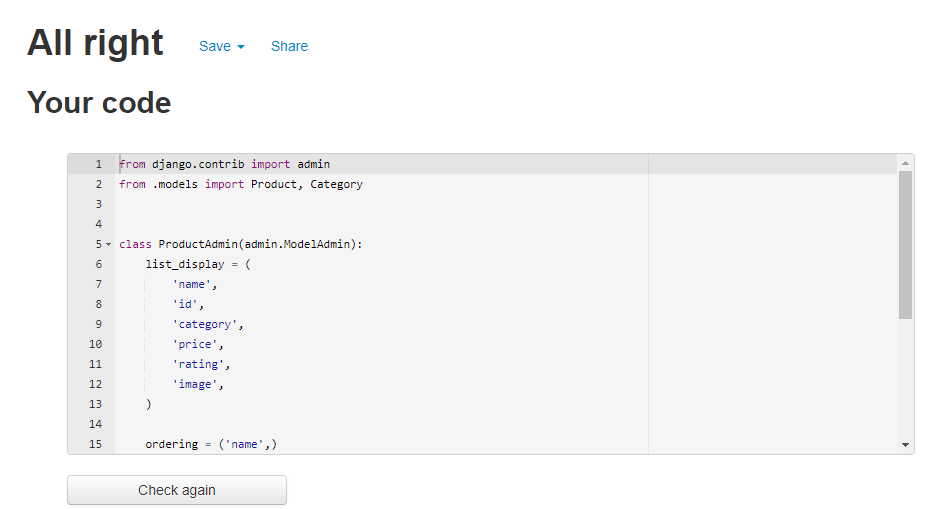 All right Save Share
Your code
1 from django.contrib import admin
2 from .models import Product, Category
3
4
5 class ProductAdmin(admin.ModelAdmin):
6     list_display = (
7         'name',
8         'id',
9         'category',
10         'price',
11         'rating',
12         'image',
13     )
14
15     ordering = ('name',)
Check again